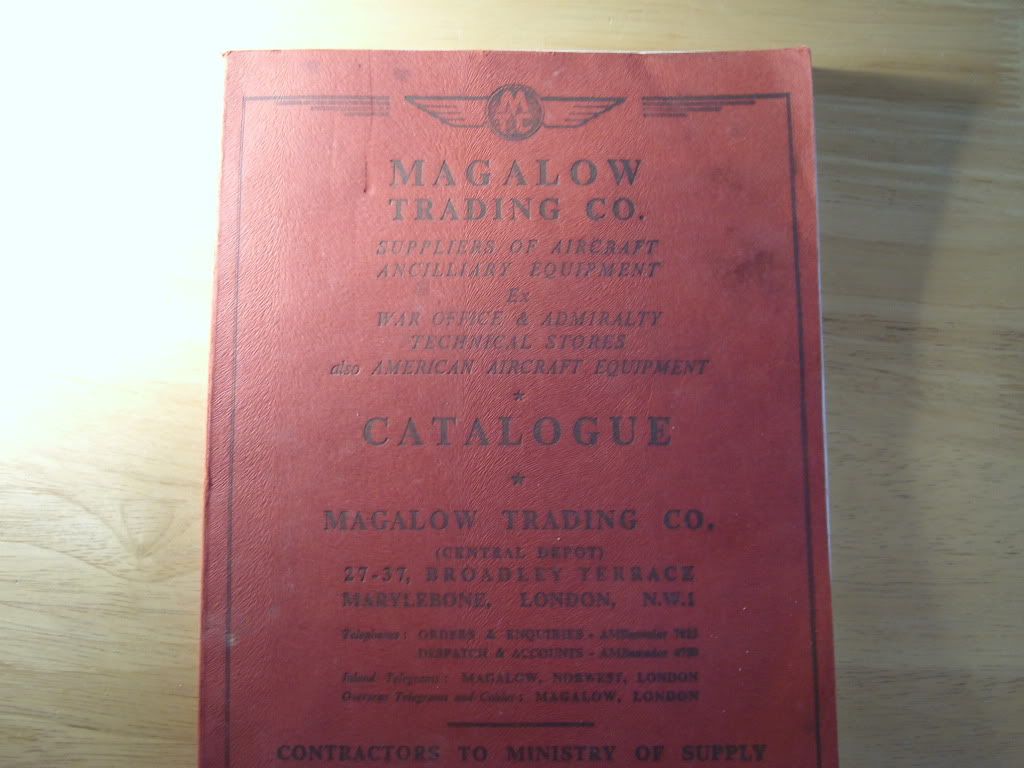 M
T C
MAGALOW
TRADING CO.
SUPPLIERS OF AIRCRAFT
ANCILLIARY EQUIPMENT
Ex
WAR OFFICE & ADMIRALTY
TECHNICAL STORES
also AMERICAN AIRCRAFT EQUIPMENT
★
CATALOGUE
★
MAGALOW TRADING CO.
(CENTRAL DEPOT)
27-37, BROADLEY TERRACE
MARYLEBONE, LONDON, N.W.1
Telephones: ORDERS & ENQUIRIES - AMBassador
DESPATCH & ACCOUNTS - AMBassador
Inland Telegrams: MAGALOW, NORWEST, LONDON
Overseas Telegrams and Cables: MAGALOW, LONDON
CONTRACTORS TO MINISTRY OF SUPPLY